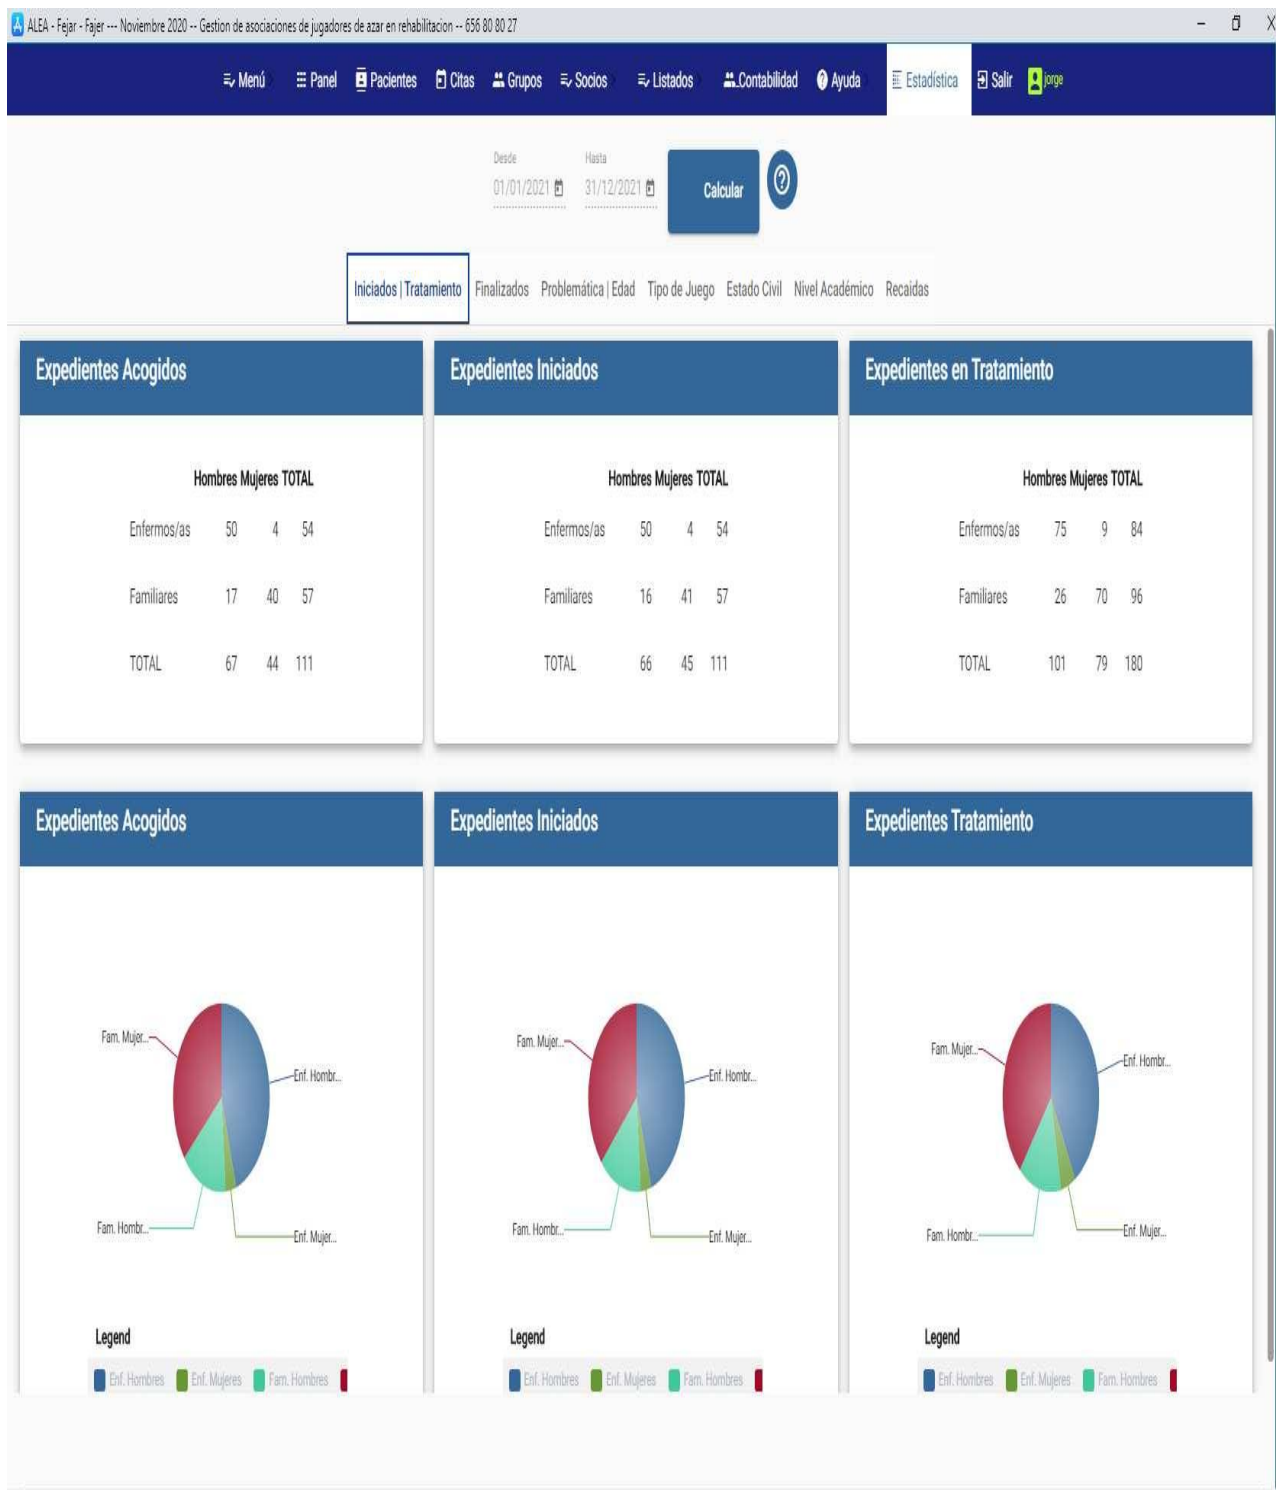 ALEA - Fejar - Fajer --- Noviembre 2020 -- Gestion de asociaciones de jugadores de azar en rehabilitacion -- 656 80 80 27
Menú Panel Pacientes Citas Grupos Socios Listados Contabilidad Ayuda Estadística Salir jorge
Desde Hasta
01/01/2021 31/12/2021 Calcular
Iniciados | Tratamiento Finalizados Problemática | Edad Tipo de Juego Estado Civil Nivel Académico Recaidas
Expedientes Acogidos Expedientes Iniciados Expedientes en Tratamiento
Hombres Mujeres TOTAL Hombres Mujeres TOTAL Hombres Mujeres TOTAL
Enfermos/as 50 4 54 Enfermos/as 50 4 54 Enfermos/as 75 9 84
Familiares 17 40 57 Familiares 16 41 57 Familiares 26 70 96
TOTAL 67 44 111 TOTAL 66 45 111 TOTAL 101 79 180
Expedientes Acogidos Expedientes Iniciados Expedientes Tratamiento
Fam. Mujer... Fam. Mujer... Fam. Mujer...
Enf. Hombr... Enf. Hombr... Enf. Hombr...
Fam. Hombr... Fam. Hombr... Fam. Hombr...
Enf. Mujer... Enf. Mujer... Enf. Mujer...
Legend Legend Legend
Enf. Hombres Enf. Mujeres Fam. Hombres Enf. Hombres Enf. Mujeres Fam. Hombres Enf. Hombres Enf. Mujeres Fam. Hombres